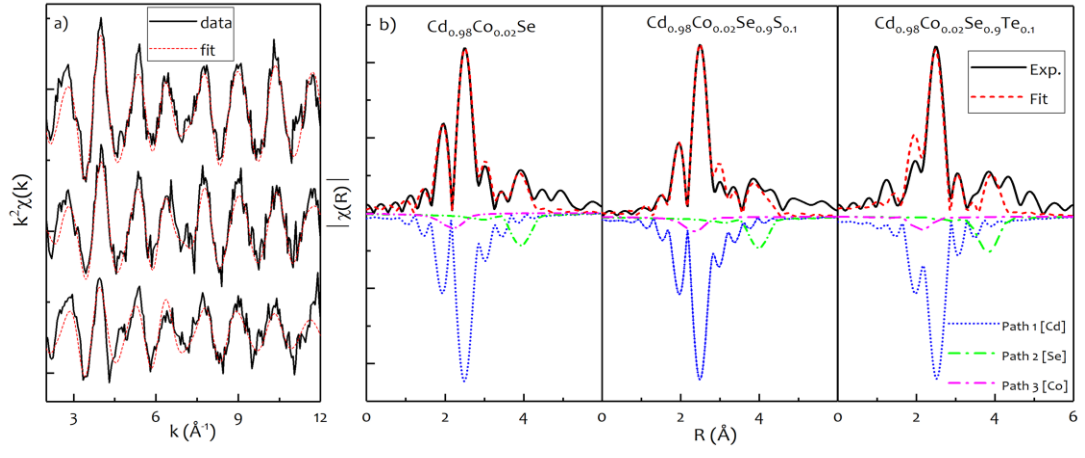 a)
data
fit
k²χ(k)
3
6
9
12
k (Å⁻¹)
b)
Cd₀.₉₈Co₀.₀₂Se
Cd₀.₉₈Co₀.₀₂Se₀.₉S₀.₁
Cd₀.₉₈Co₀.₀₂Se₀.₉Te₀.₁
Exp.
Fit
|χ(R)|
Path 1 [Cd]
Path 2 [Se]
Path 3 [Co]
0
2
4
0
2
4
0
2
4
6
R (Å)